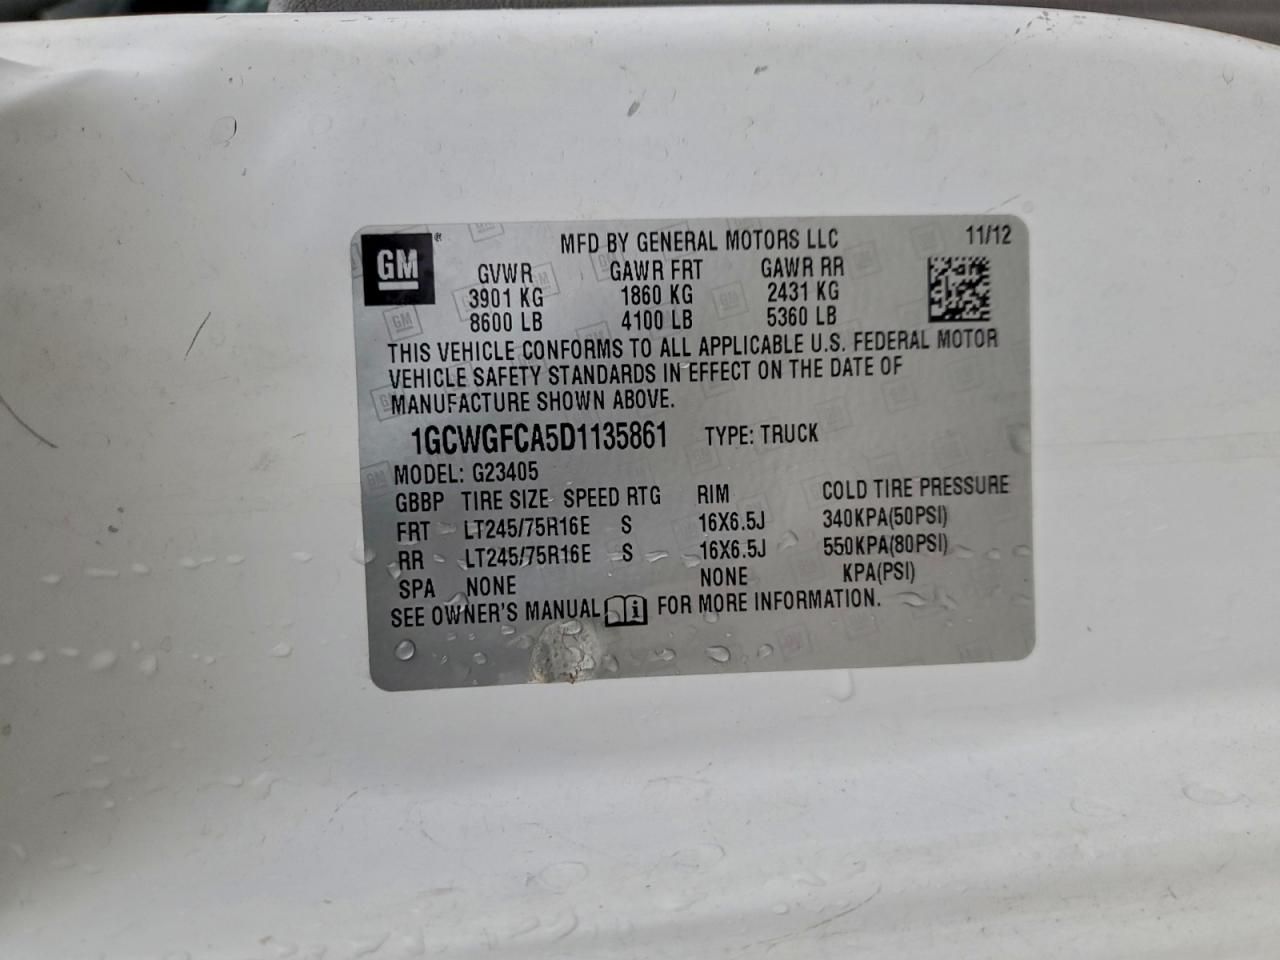 GM ® MFD BY GENERAL MOTORS LLC 11/12
GVWR GAWR FRT GAWR RR
3901 KG 1860 KG 2431 KG
8600 LB 4100 LB 5360 LB
THIS VEHICLE CONFORMS TO ALL APPLICABLE U.S. FEDERAL MOTOR
VEHICLE SAFETY STANDARDS IN EFFECT ON THE DATE OF
MANUFACTURE SHOWN ABOVE.
1GCWGFCA5D1135861 TYPE: TRUCK
MODEL: G23405
GBBP TIRE SIZE SPEED RTG RIM COLD TIRE PRESSURE
FRT LT245/75R16E S 16X6.5J 340KPA(50PSI)
RR LT245/75R16E S 16X6.5J 550KPA(80PSI)
SPA NONE NONE KPA(PSI)
SEE OWNER'S MANUAL i FOR MORE INFORMATION.